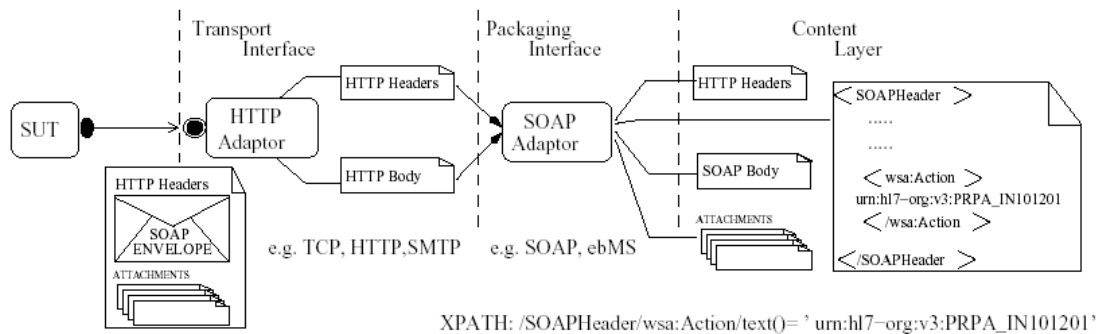 Transport
Interface
Packaging
Interface
Content
Layer
SUT
HTTP
Adaptor
HTTP Headers
HTTP Body
SOAP
Adaptor
HTTP Headers
SOAP Body
ATTACHMENTS
< SOAPHeader >
.....
.....
< wsa:Action >
urn:hl7-org:v3:PRPA_IN101201
< /wsa:Action >
< /SOAPHeader >
HTTP Headers
SOAP
ENVELOPE
ATTACHMENTS
e.g. TCP, HTTP,SMTP
e.g. SOAP, ebMS
XPATH: /SOAPHeader/wsa:Action/text()= ' urn:hl7-org:v3:PRPA_IN101201'